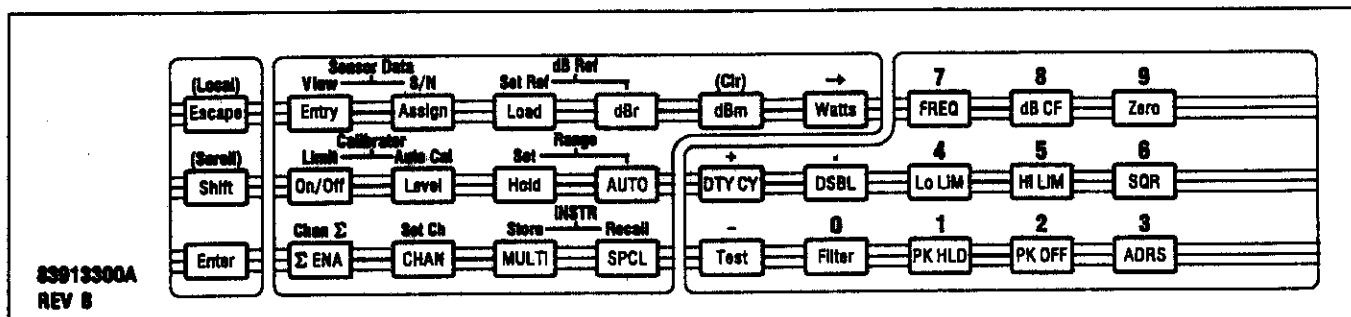 Sensor Data dB Ref
(Local) View S/N Set Ref (Clr) → 7 8 9
Escape Entry Assign Load dBr dBm Watts FREQ dB CF Zero
Calibrator Range
(Scroll) Limit Auto Cal Set + . 4 5 6
Shift On/Off Level Hold AUTO DTY CY DSBL Lo LIM HI LIM SQR
INSTR
Chan Σ Set Ch Store Recall - 0 1 2 3
Enter Σ ENA CHAN MULTI SPCL Test Filter PK HLD PK OFF ADRS
83913300A
REV B